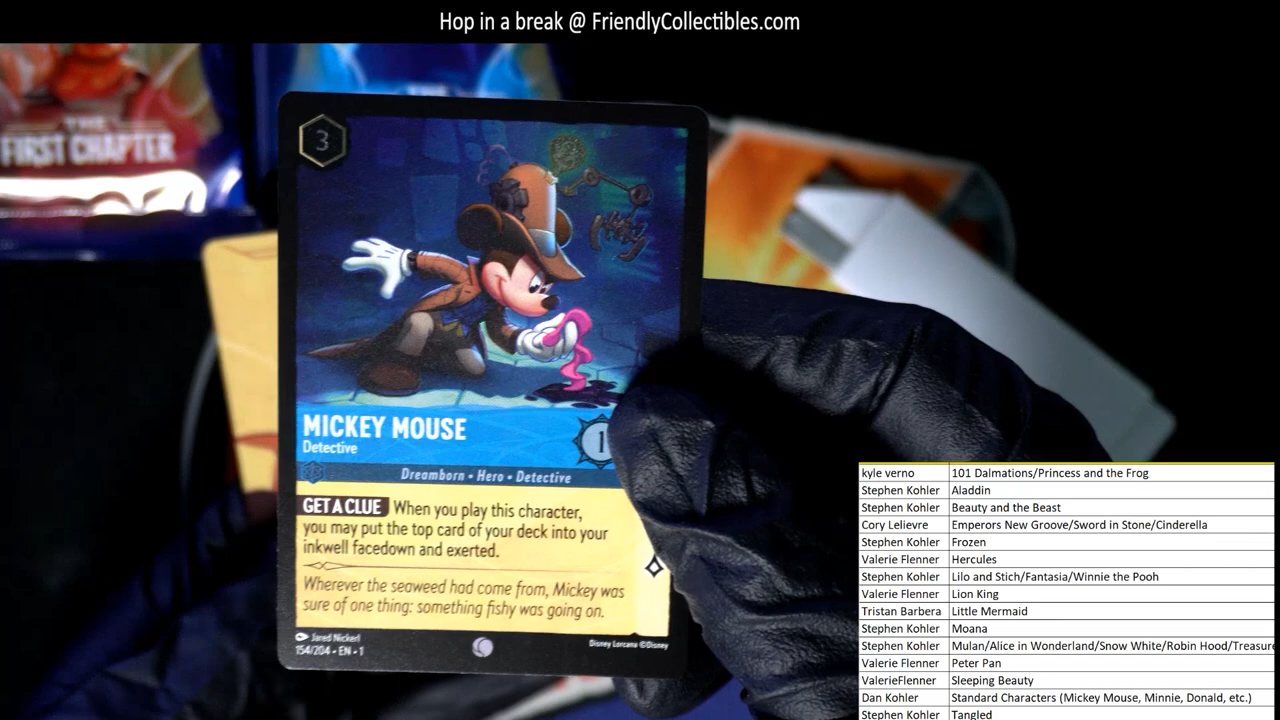 Hop in a break @ FriendlyCollectibles.com
THE
FIRST CHAPTER
3
MICKEY MOUSE
Detective
1
Dreamborn • Hero • Detective
GET A CLUE When you play this character,
you may put the top card of your deck into your
inkwell facedown and exerted.
Wherever the seaweed had come from, Mickey was
sure of one thing: something fishy was going on.
Jared Nickerl
154/204 • EN • 1
Disney Lorcana ©Disney
kyle verno 101 Dalmations/Princess and the Frog
Stephen Kohler Aladdin
Stephen Kohler Beauty and the Beast
Cory Lelievre Emperors New Groove/Sword in Stone/Cinderella
Stephen Kohler Frozen
Valerie Flenner Hercules
Stephen Kohler Lilo and Stich/Fantasia/Winnie the Pooh
Valerie Flenner Lion King
Tristan Barbera Little Mermaid
Stephen Kohler Moana
Stephen Kohler Mulan/Alice in Wonderland/Snow White/Robin Hood/Treasure
Valerie Flenner Peter Pan
ValerieFlenner Sleeping Beauty
Dan Kohler Standard Characters (Mickey Mouse, Minnie, Donald, etc.)
Stephen Kohler Tangled